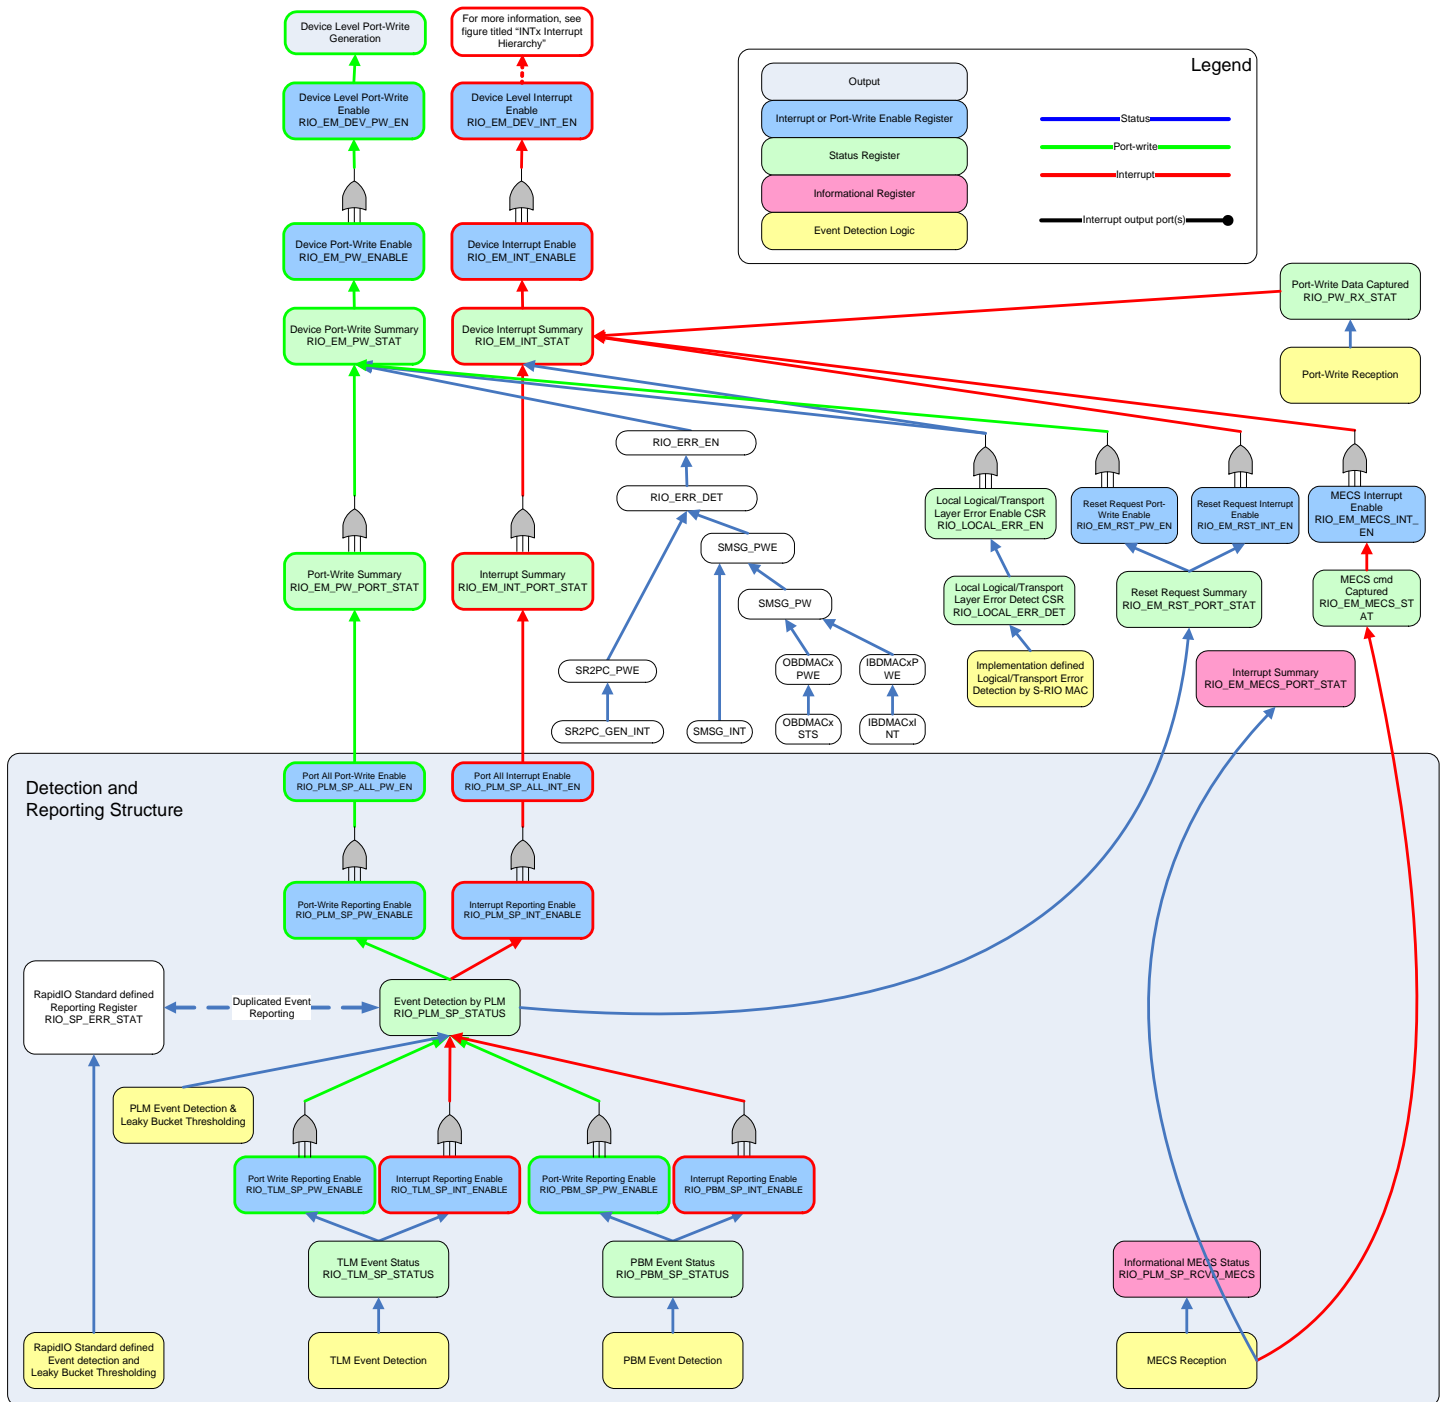 Device Level Port-Write
Generation
For more information, see
figure titled “INTx Interrupt
Hierarchy”
Legend
Output
Interrupt or Port-Write Enable Register
Status Register
Informational Register
Event Detection Logic
Status
Port-write
Interrupt
Interrupt output port(s)
Device Level Port-Write
Enable
RIO_EM_DEV_PW_EN
Device Level Interrupt
Enable
RIO_EM_DEV_INT_EN
Device Port-Write Enable
RIO_EM_PW_ENABLE
Device Interrupt Enable
RIO_EM_INT_ENABLE
Port-Write Data Captured
RIO_PW_RX_STAT
Device Port-Write Summary
RIO_EM_PW_STAT
Device Interrupt Summary
RIO_EM_INT_STAT
Port-Write Reception
RIO_ERR_EN
RIO_ERR_DET
Local Logical/Transport
Layer Error Enable CSR
RIO_LOCAL_ERR_EN
Reset Request Port-
Write Enable
RIO_EM_RST_PW_EN
Reset Request Interrupt
Enable
RIO_EM_RST_INT_EN
MECS Interrupt
Enable
RIO_EM_MECS_INT_
EN
SMSG_PWE
Port-Write Summary
RIO_EM_PW_PORT_STAT
Interrupt Summary
RIO_EM_INT_PORT_STAT
SMSG_PW
Local Logical/Transport
Layer Error Detect CSR
RIO_LOCAL_ERR_DET
Reset Request Summary
RIO_EM_RST_PORT_STAT
MECS cmd
Captured
RIO_EM_MECS_ST
AT
SR2PC_PWE
OBDMACx
PWE
IBDMACxP
WE
Implementation defined
Logical/Transport Error
Detection by S-RIO MAC
Interrupt Summary
RIO_EM_MECS_PORT_STAT
SR2PC_GEN_INT
SMSG_INT
OBDMACx
STS
IBDMACxI
NT
Detection and
Reporting Structure
Port All Port-Write Enable
RIO_PLM_SP_ALL_PW_EN
Port All Interrupt Enable
RIO_PLM_SP_ALL_INT_EN
Port-Write Reporting Enable
RIO_PLM_SP_PW_ENABLE
Interrupt Reporting Enable
RIO_PLM_SP_INT_ENABLE
RapidIO Standard defined
Reporting Register
RIO_SP_ERR_STAT
Duplicated Event
Reporting
Event Detection by PLM
RIO_PLM_SP_STATUS
PLM Event Detection &
Leaky Bucket Thresholding
Port Write Reporting Enable
RIO_TLM_SP_PW_ENABLE
Interrupt Reporting Enable
RIO_TLM_SP_INT_ENABLE
Port-Write Reporting Enable
RIO_PBM_SP_PW_ENABLE
Interrupt Reporting Enable
RIO_PBM_SP_INT_ENABLE
TLM Event Status
RIO_TLM_SP_STATUS
PBM Event Status
RIO_PBM_SP_STATUS
Informational MECS Status
RIO_PLM_SP_RCVD_MECS
RapidIO Standard defined
Event detection and
Leaky Bucket Thresholding
TLM Event Detection
PBM Event Detection
MECS Reception